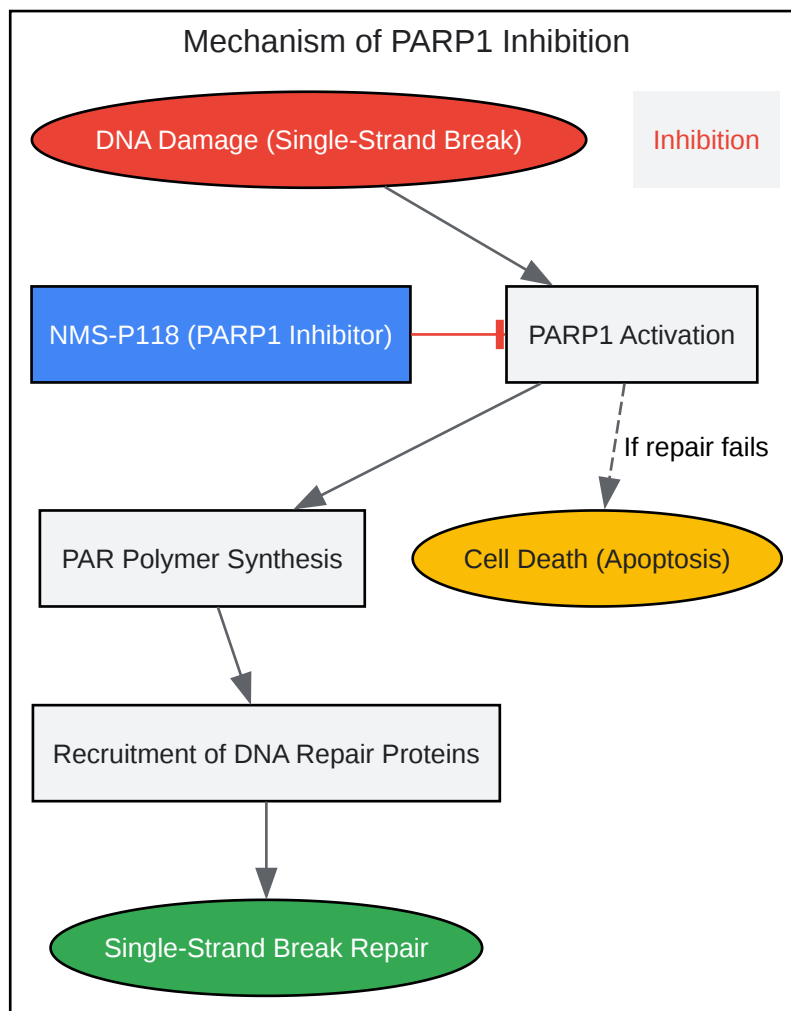 Mechanism of PARP1 Inhibition
DNA Damage (Single-Strand Break)
Inhibition
NMS-P118 (PARP1 Inhibitor)
PARP1 Activation
If repair fails
PAR Polymer Synthesis
Cell Death (Apoptosis)
Recruitment of DNA Repair Proteins
Single-Strand Break Repair